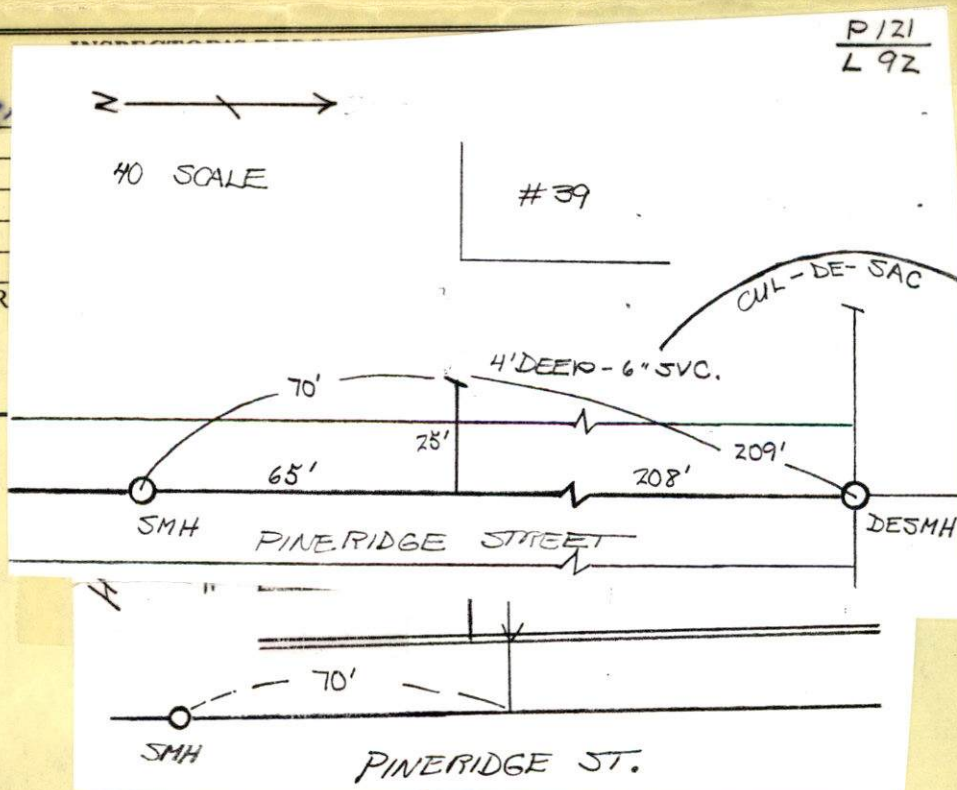 P 121
L 92
N
40 SCALE
# 39
CUL-DE-SAC
4' DEEP - 6" SVC.
70'
25'
209'
65'
208'
SMH
DESMH
PINERIDGE STREET
70'
SMH
PINERIDGE ST.